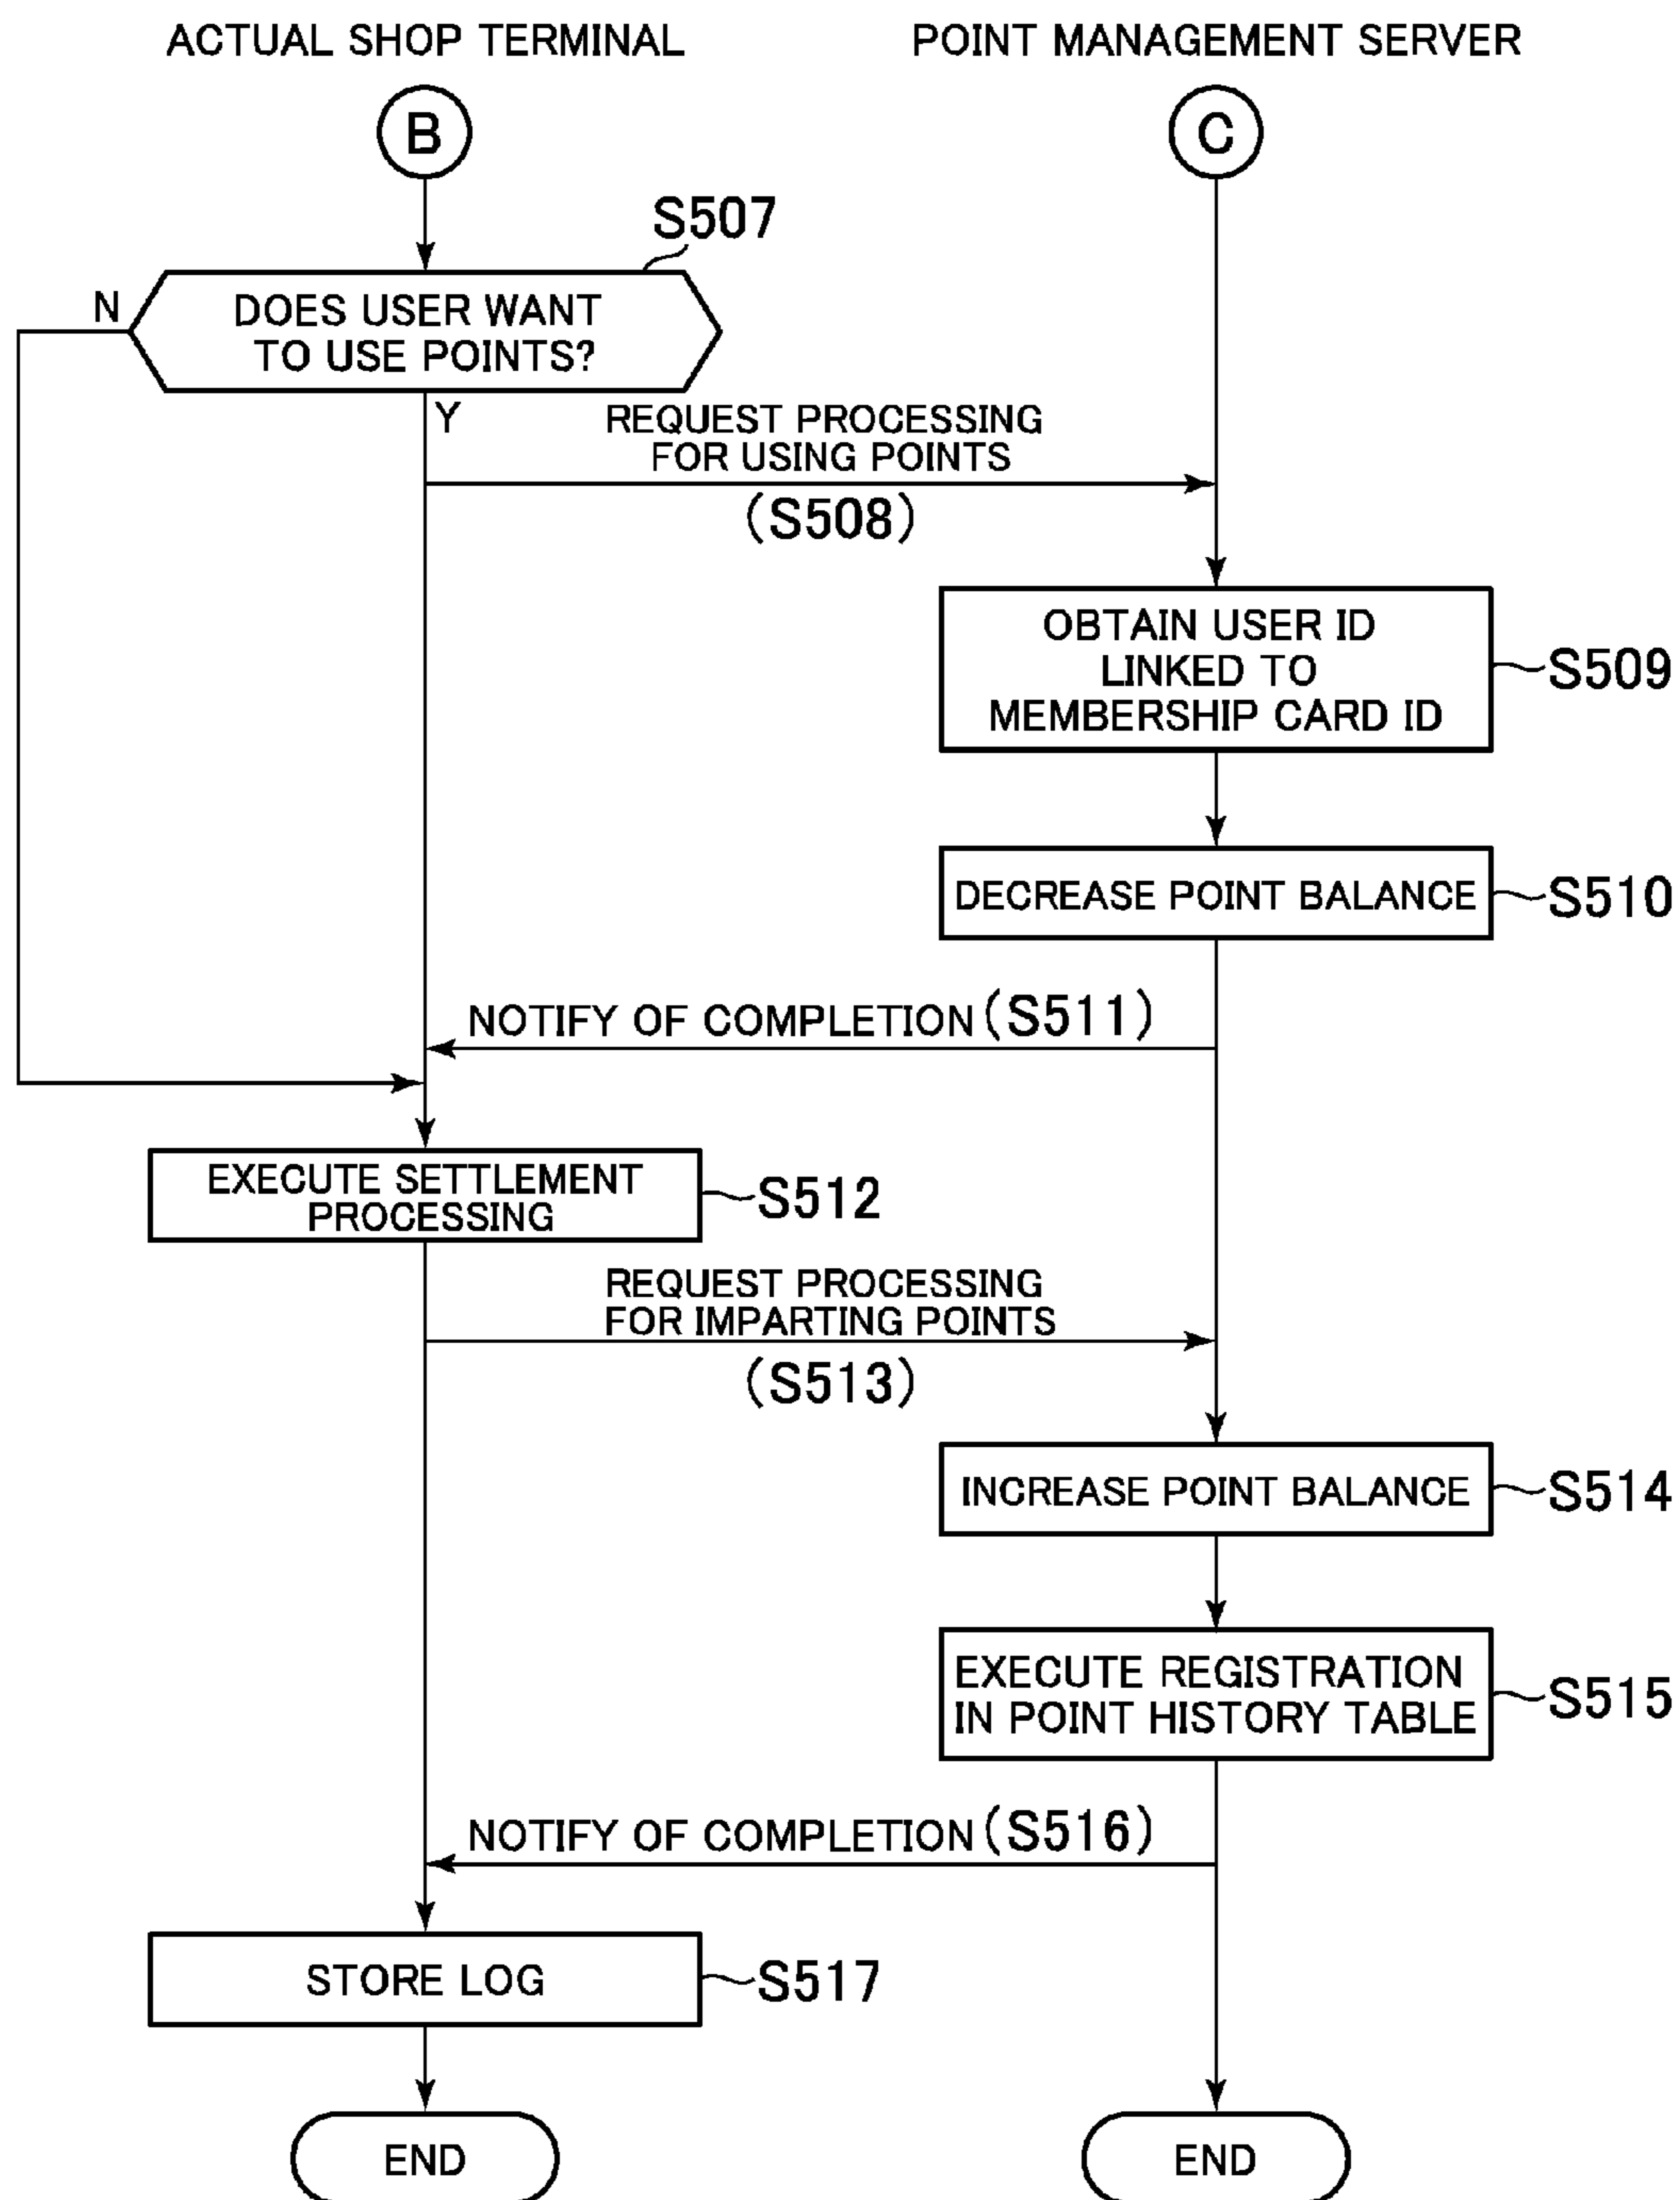 ACTUAL SHOP TERMINAL
POINT MANAGEMENT SERVER
B
C
S507
N
DOES USER WANT
TO USE POINTS?
Y
REQUEST PROCESSING
FOR USING POINTS
(S508)
OBTAIN USER ID
LINKED TO
MEMBERSHIP CARD ID
S509
DECREASE POINT BALANCE
S510
NOTIFY OF COMPLETION (S511)
EXECUTE SETTLEMENT
PROCESSING
S512
REQUEST PROCESSING
FOR IMPARTING POINTS
(S513)
INCREASE POINT BALANCE
S514
EXECUTE REGISTRATION
IN POINT HISTORY TABLE
S515
NOTIFY OF COMPLETION (S516)
STORE LOG
S517
END
END